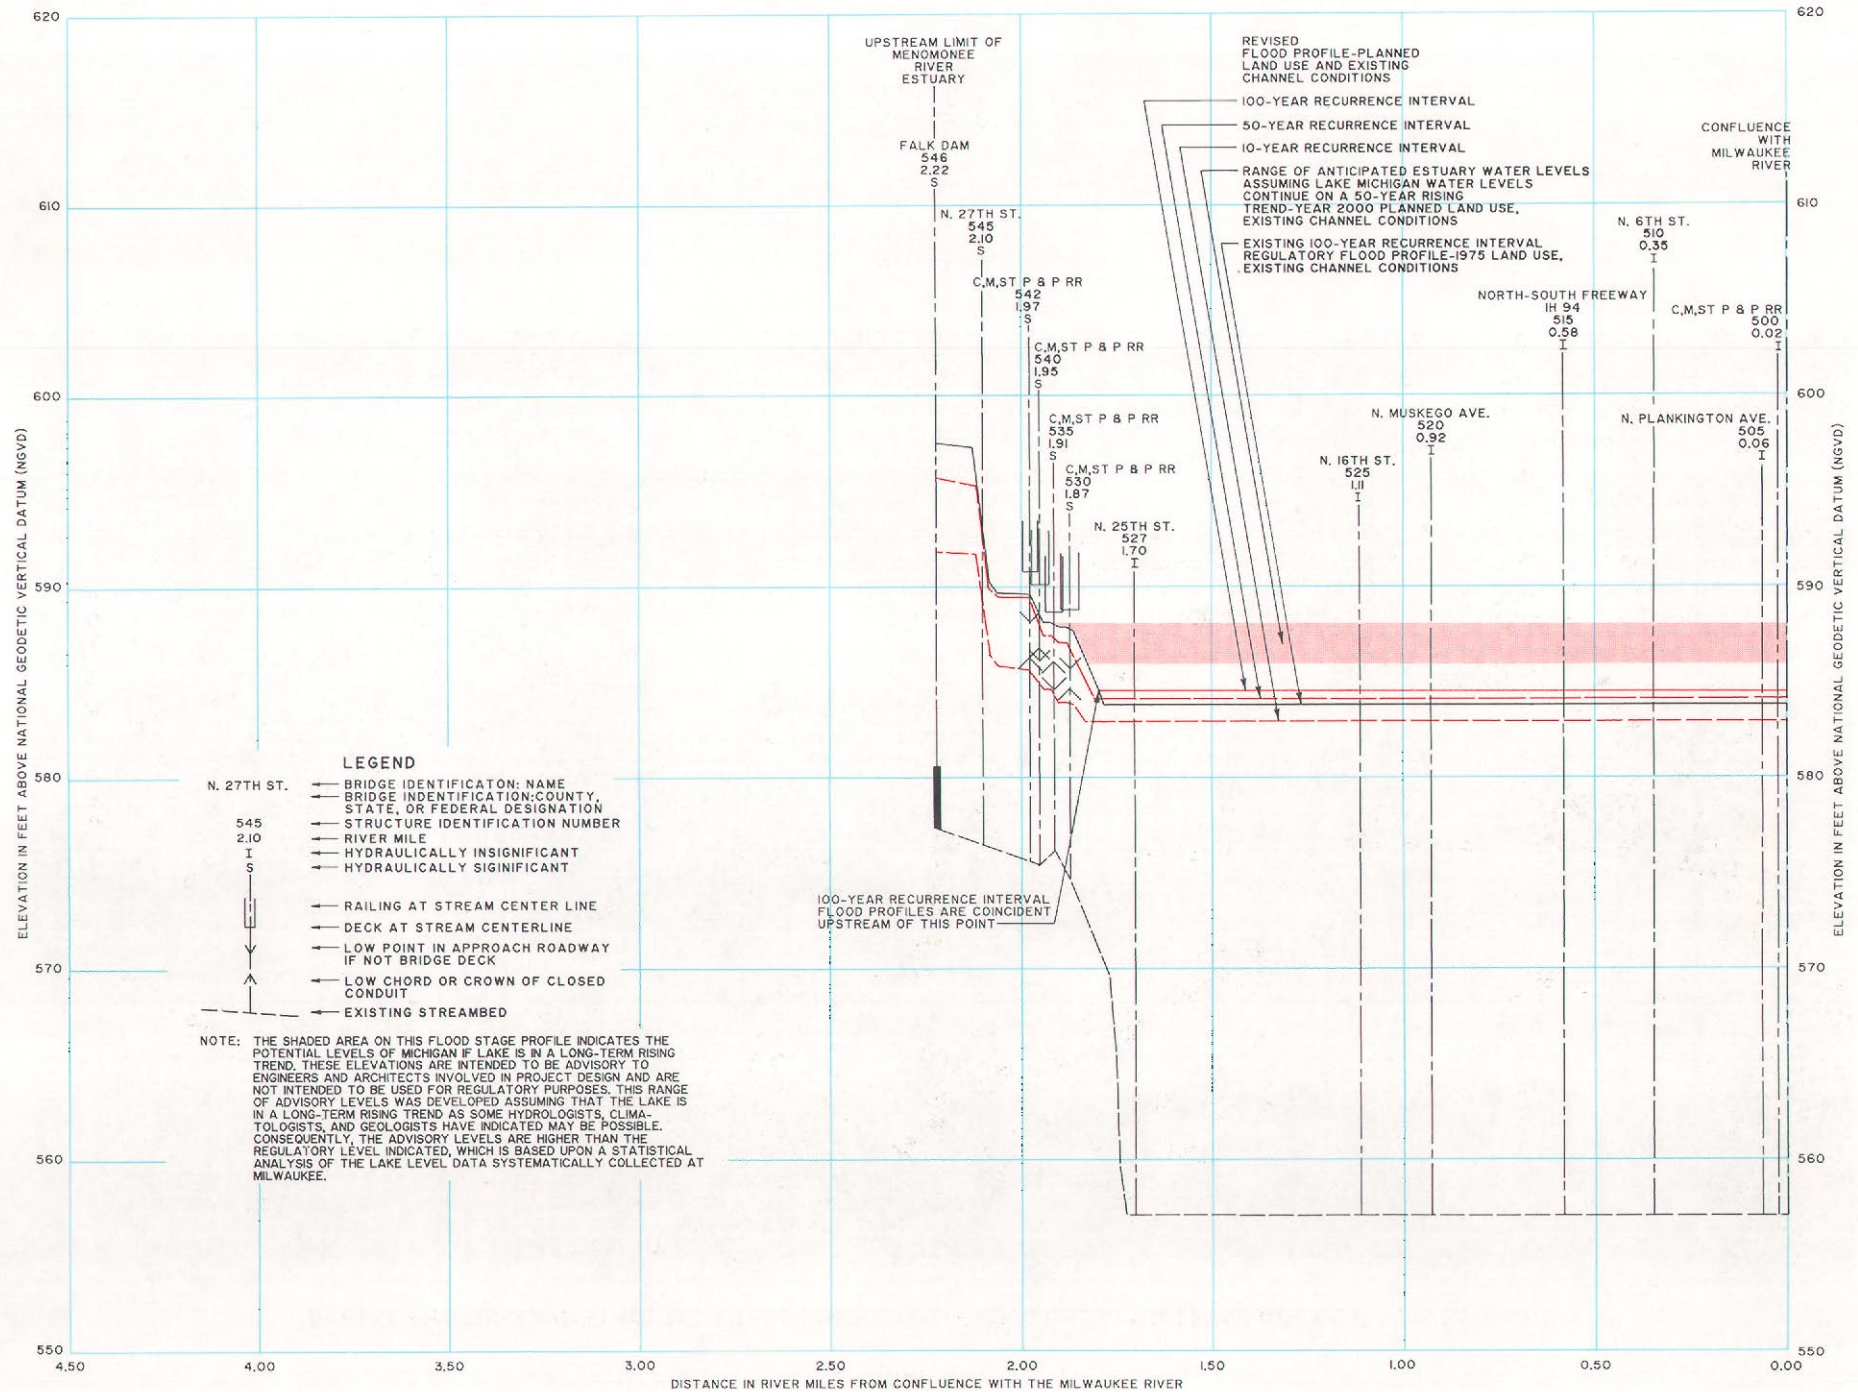 620
610
600
590
580
570
560
550
ELEVATION IN FEET ABOVE NATIONAL GEODETIC VERTICAL DATUM (NGVD)
UPSTREAM LIMIT OF
MENOMONEE
RIVER
ESTUARY
FALK DAM
546
2.22
S
N. 27TH ST.
545
2.10
S
C,M,ST P & P RR
542
1.97
S
C,M,ST P & P RR
540
1.95
S
C,M,ST P & P RR
535
1.91
S
C,M,ST P & P RR
530
1.87
S
N. 25TH ST.
527
1.70
I
REVISED
FLOOD PROFILE-PLANNED
LAND USE AND EXISTING
CHANNEL CONDITIONS
100-YEAR RECURRENCE INTERVAL
50-YEAR RECURRENCE INTERVAL
10-YEAR RECURRENCE INTERVAL
RANGE OF ANTICIPATED ESTUARY WATER LEVELS
ASSUMING LAKE MICHIGAN WATER LEVELS
CONTINUE ON A 50-YEAR RISING
TREND-YEAR 2000 PLANNED LAND USE,
EXISTING CHANNEL CONDITIONS
EXISTING 100-YEAR RECURRENCE INTERVAL
REGULATORY FLOOD PROFILE-1975 LAND USE,
EXISTING CHANNEL CONDITIONS
N. 16TH ST.
525
1.11
I
N. MUSKEGO AVE.
520
0.92
I
NORTH-SOUTH FREEWAY
IH 94
515
0.58
I
N. 6TH ST.
510
0.35
I
N. PLANKINGTON AVE.
505
0.06
I
C,M,ST P & P RR
500
0.02
I
CONFLUENCE
WITH
MILWAUKEE
RIVER
620
610
600
590
580
570
560
550
ELEVATION IN FEET ABOVE NATIONAL GEODETIC VERTICAL DATUM (NGVD)
100-YEAR RECURRENCE INTERVAL
FLOOD PROFILES ARE COINCIDENT
UPSTREAM OF THIS POINT
LEGEND
N. 27TH ST. BRIDGE IDENTIFICATON: NAME
BRIDGE INDENTIFICATION:COUNTY,
STATE, OR FEDERAL DESIGNATION
545 STRUCTURE IDENTIFICATION NUMBER
2.10 RIVER MILE
I HYDRAULICALLY INSIGNIFICANT
S HYDRAULICALLY SIGINIFICANT
RAILING AT STREAM CENTER LINE
DECK AT STREAM CENTERLINE
LOW POINT IN APPROACH ROADWAY
IF NOT BRIDGE DECK
LOW CHORD OR CROWN OF CLOSED
CONDUIT
EXISTING STREAMBED
NOTE: THE SHADED AREA ON THIS FLOOD STAGE PROFILE INDICATES THE
POTENTIAL LEVELS OF MICHIGAN IF LAKE IS IN A LONG-TERM RISING
TREND. THESE ELEVATIONS ARE INTENDED TO BE ADVISORY TO
ENGINEERS AND ARCHITECTS INVOLVED IN PROJECT DESIGN AND ARE
NOT INTENDED TO BE USED FOR REGULATORY PURPOSES. THIS RANGE
OF ADVISORY LEVELS WAS DEVELOPED ASSUMING THAT THE LAKE IS
IN A LONG-TERM RISING TREND AS SOME HYDROLOGISTS, CLIMA-
TOLOGISTS, AND GEOLOGISTS HAVE INDICATED MAY BE POSSIBLE.
CONSEQUENTLY, THE ADVISORY LEVELS ARE HIGHER THAN THE
REGULATORY LEVEL INDICATED, WHICH IS BASED UPON A STATISTICAL
ANALYSIS OF THE LAKE LEVEL DATA SYSTEMATICALLY COLLECTED AT
MILWAUKEE.
4.50 4.00 3.50 3.00 2.50 2.00 1.50 1.00 0.50 0.00
DISTANCE IN RIVER MILES FROM CONFLUENCE WITH THE MILWAUKEE RIVER